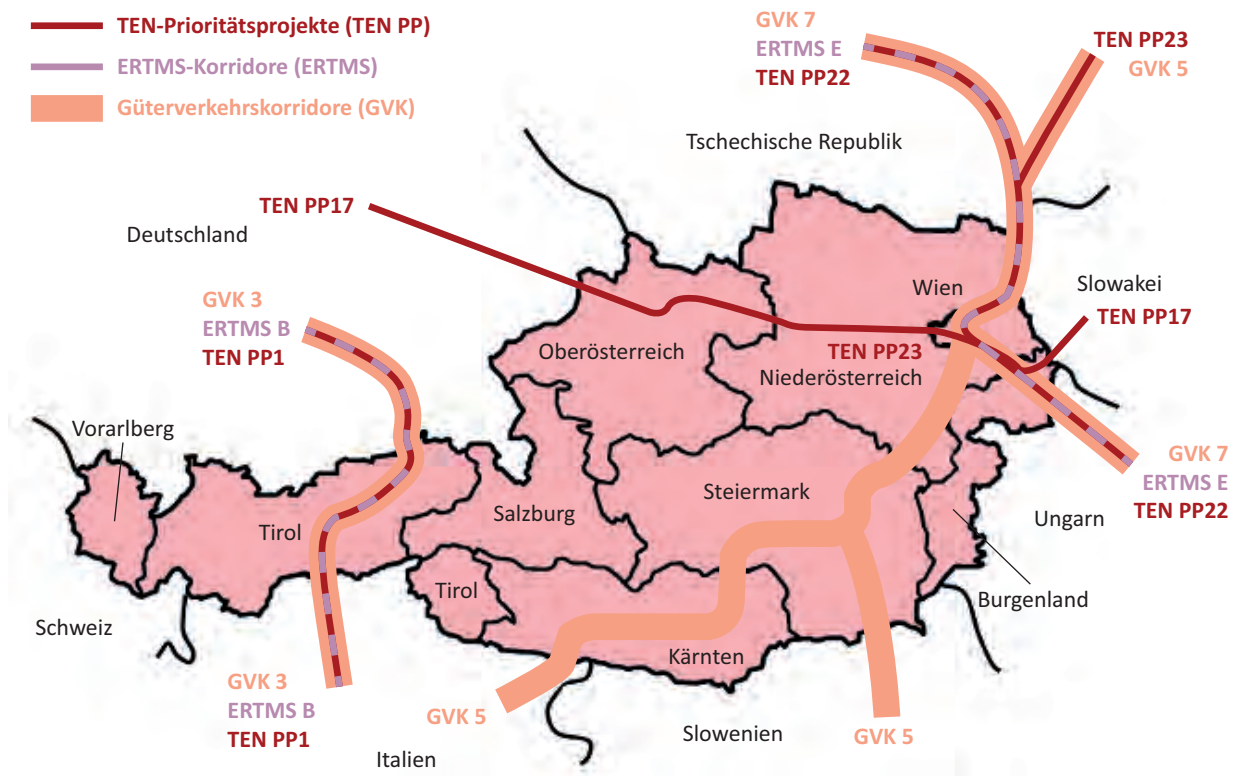 TEN-Prioritätsprojekte (TEN PP)
ERTMS-Korridore (ERTMS)
Güterverkehrskorridore (GVK)
GVK 7
ERTMS E
TEN PP22
TEN PP23
GVK 5
Tschechische Republik
TEN PP17
Deutschland
Slowakei
Wien
TEN PP17
GVK 3
ERTMS B
TEN PP1
Oberösterreich
TEN PP23
Niederösterreich
Vorarlberg
GVK 7
ERTMS E
TEN PP22
Steiermark
Salzburg
Tirol
Ungarn
Tirol
Burgenland
Schweiz
Kärnten
GVK 3
ERTMS B
TEN PP1
GVK 5
Slowenien
GVK 5
Italien